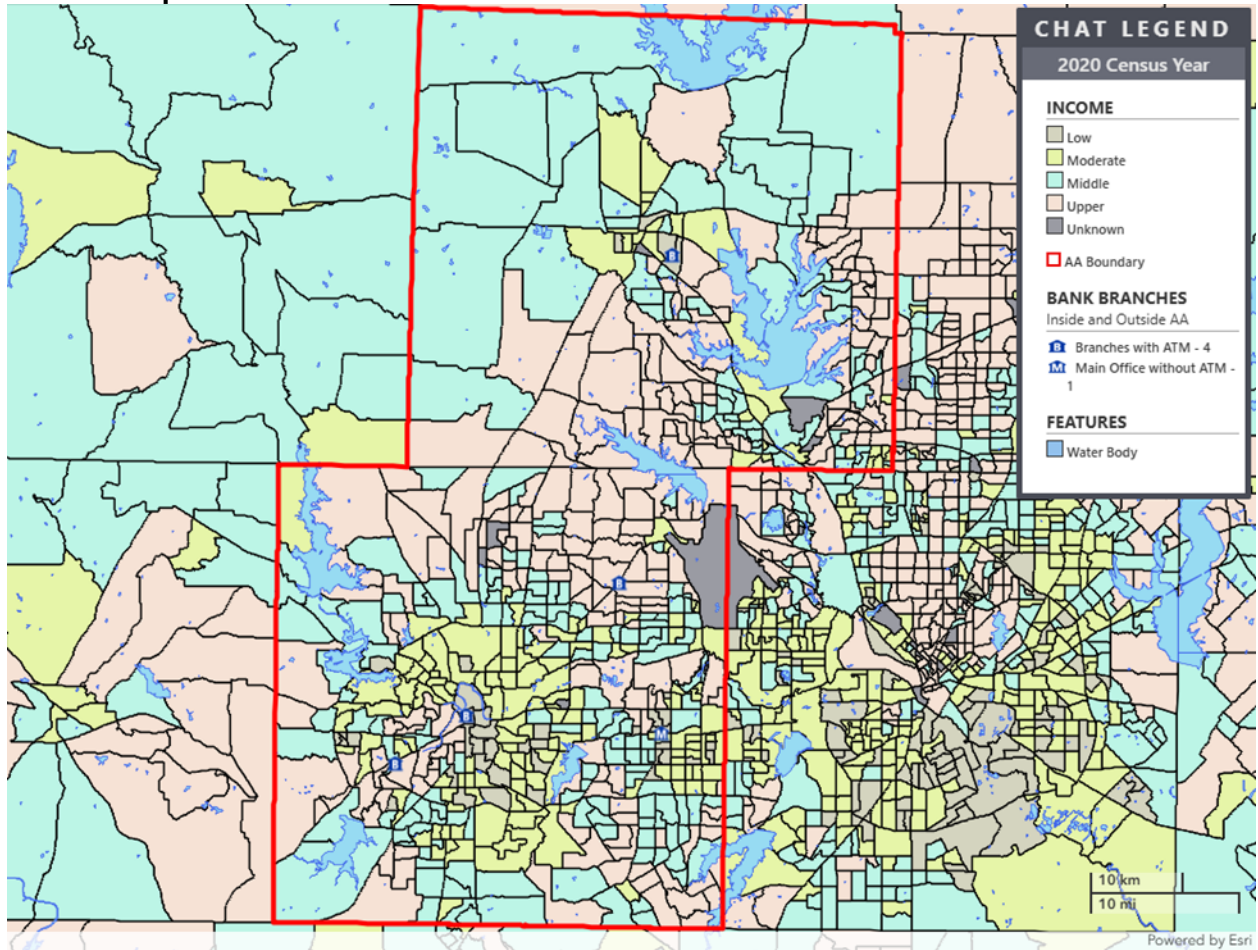 CHAT LEGEND
2020 Census Year
INCOME
Low
Moderate
Middle
Upper
Unknown
AA Boundary
BANK BRANCHES
Inside and Outside AA
B Branches with ATM - 4
M Main Office without ATM -
1
FEATURES
Water Body
B
B
B
M
B
10 km
10 mi
Powered by Esri